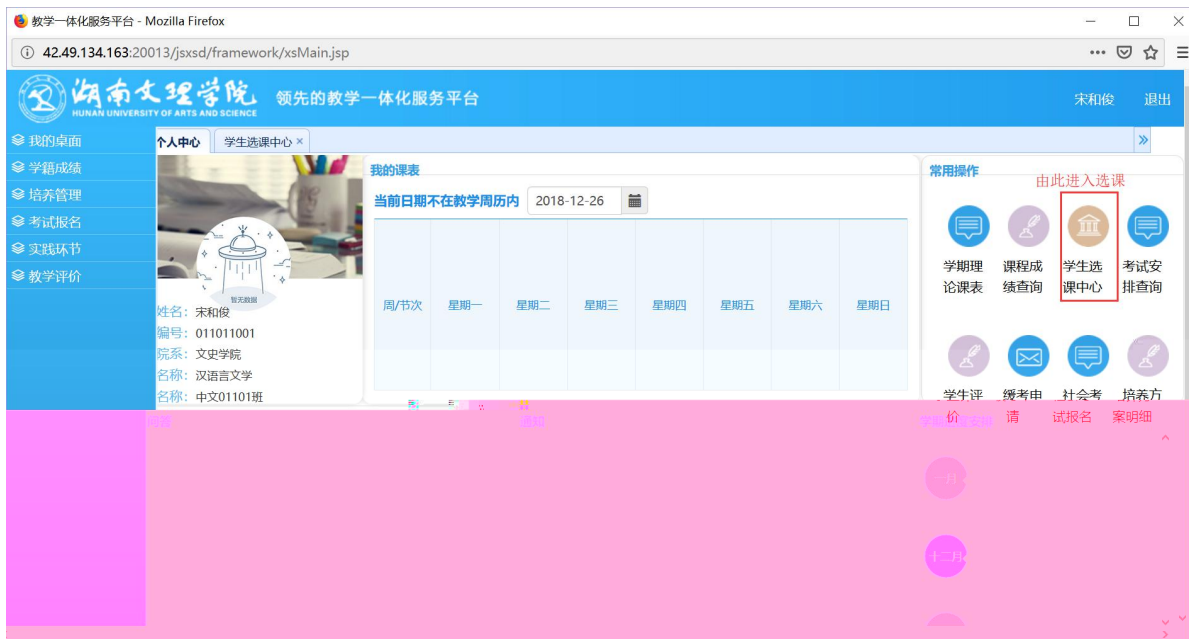 教学一体化服务平台 - Mozilla Firefox
42.49.134.163:20013/jsxsd/framework/xsMain.jsp
湖南文理学院
HUNAN UNIVERSITY OF ARTS AND SCIENCE
领先的教学一体化服务平台
宋和俊 退出
我的桌面
学籍成绩
培养管理
考试报名
实践环节
教学评价
个人中心 学生选课中心 ×
暂无数据
姓名：宋和俊
编号：011011001
院系：文史学院
名称：汉语言文学
名称：中文01101班
我的课表
当前日期不在教学周历内 2018-12-26
周/节次 星期一 星期二 星期三 星期四 星期五 星期六 星期日
常用操作
由此进入选课
学期理论课表
课程成绩查询
学生选课中心
考试安排查询
学生评价
缓考申请
社会考试报名
培养方案明细
问答
通知
一月
十二月